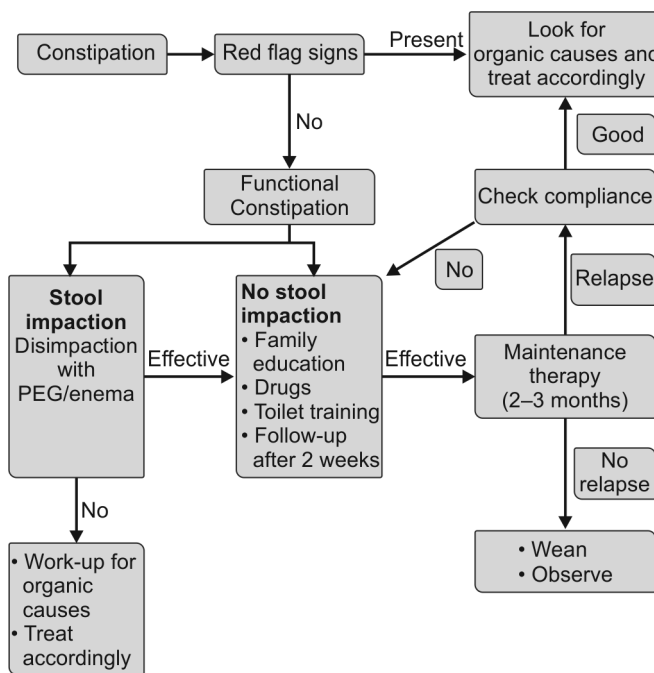 Constipation
Red flag signs
Present
Look for
organic causes and
treat accordingly
No
Good
Functional
Constipation
Check compliance
No
Relapse
Stool
impaction
Disimpaction
with
PEG/enema
Effective
No stool
impaction
• Family
education
• Drugs
• Toilet training
• Follow-up
after 2 weeks
Effective
Maintenance
therapy
(2–3 months)
No
relapse
No
• Work-up for
organic
causes
• Treat
accordingly
• Wean
• Observe